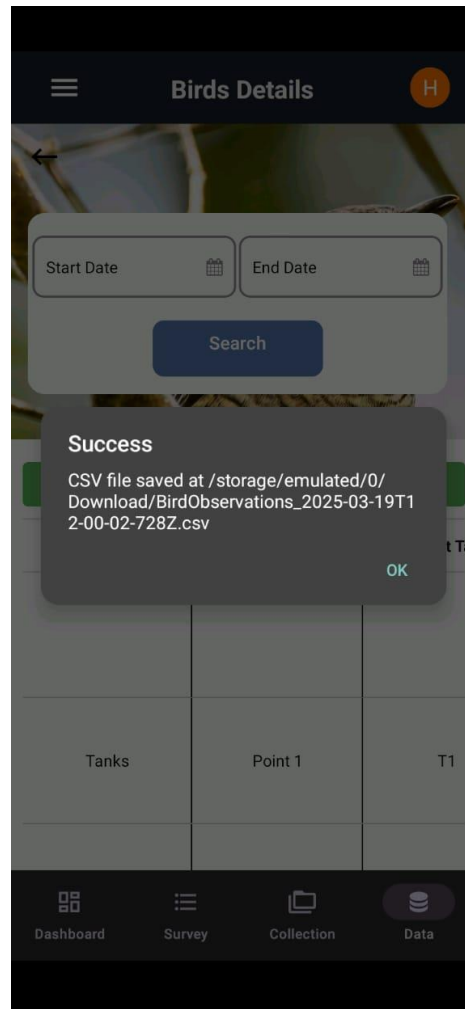 Birds Details
H
Start Date
End Date
Search
Success
CSV file saved at /storage/emulated/0/
Download/BirdObservations_2025-03-19T1
2-00-02-728Z.csv
OK
Tanks
Point 1
T1
Dashboard
Survey
Collection
Data